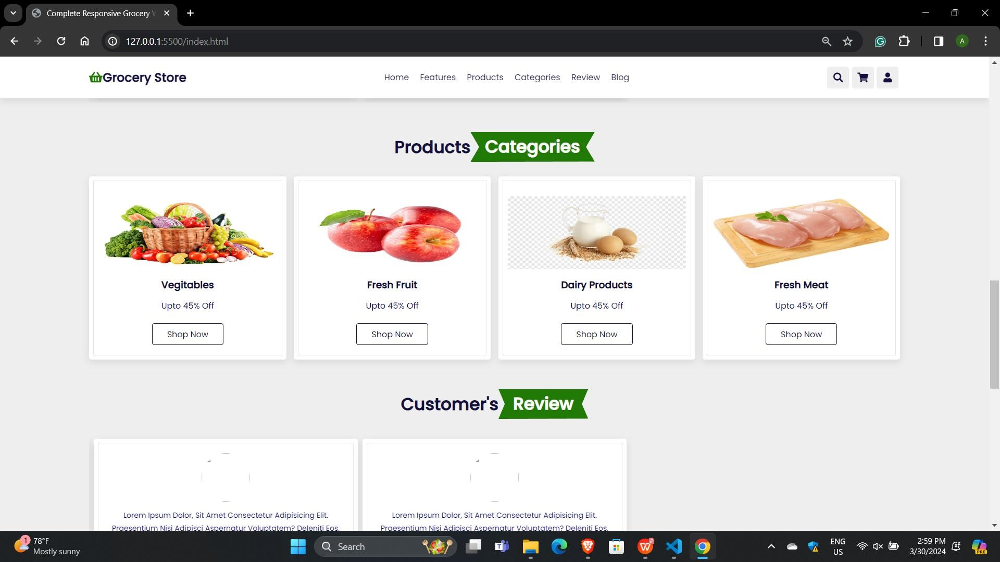 Complete Responsive Grocery
127.0.0.1:5500/index.html
A
Grocery Store
Home Features Products Categories Review Blog
Products Categories
Vegitables Fresh Fruit Dairy Products Fresh Meat
Upto 45% Off Upto 45% Off Upto 45% Off Upto 45% Off
Shop Now Shop Now Shop Now Shop Now
Customer's Review
Lorem Ipsum Dolor, Sit Amet Consectetur Adipisicing Elit. Lorem Ipsum Dolor, Sit Amet Consectetur Adipisicing Elit.
Praesentium Nisi Adipisci Aspernatur Voluptatem? Deleniti Eos, Praesentium Nisi Adipisci Aspernatur Voluptatem? Deleniti Eos,
1
78°F
Mostly sunny
Search
ENG
US
2:59 PM
3/30/2024
PRE